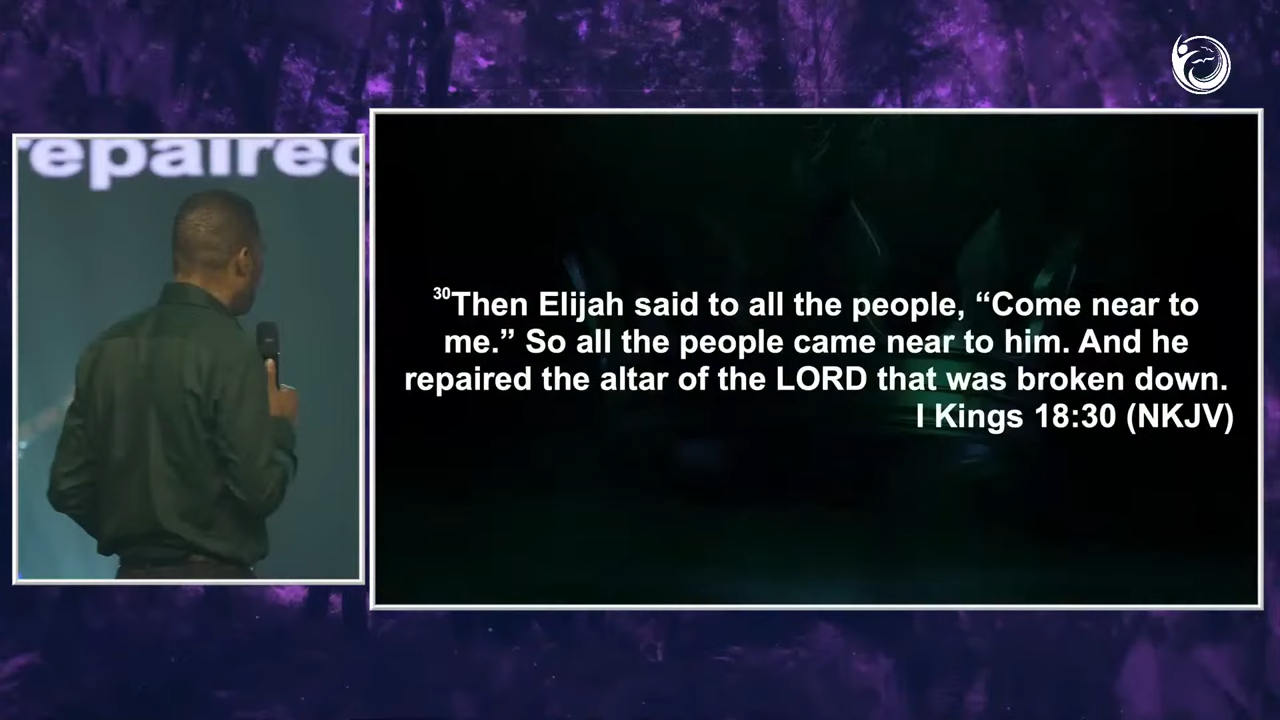 repaired
³⁰Then Elijah said to all the people, “Come near to
me.” So all the people came near to him. And he
repaired the altar of the LORD that was broken down.
I Kings 18:30 (NKJV)